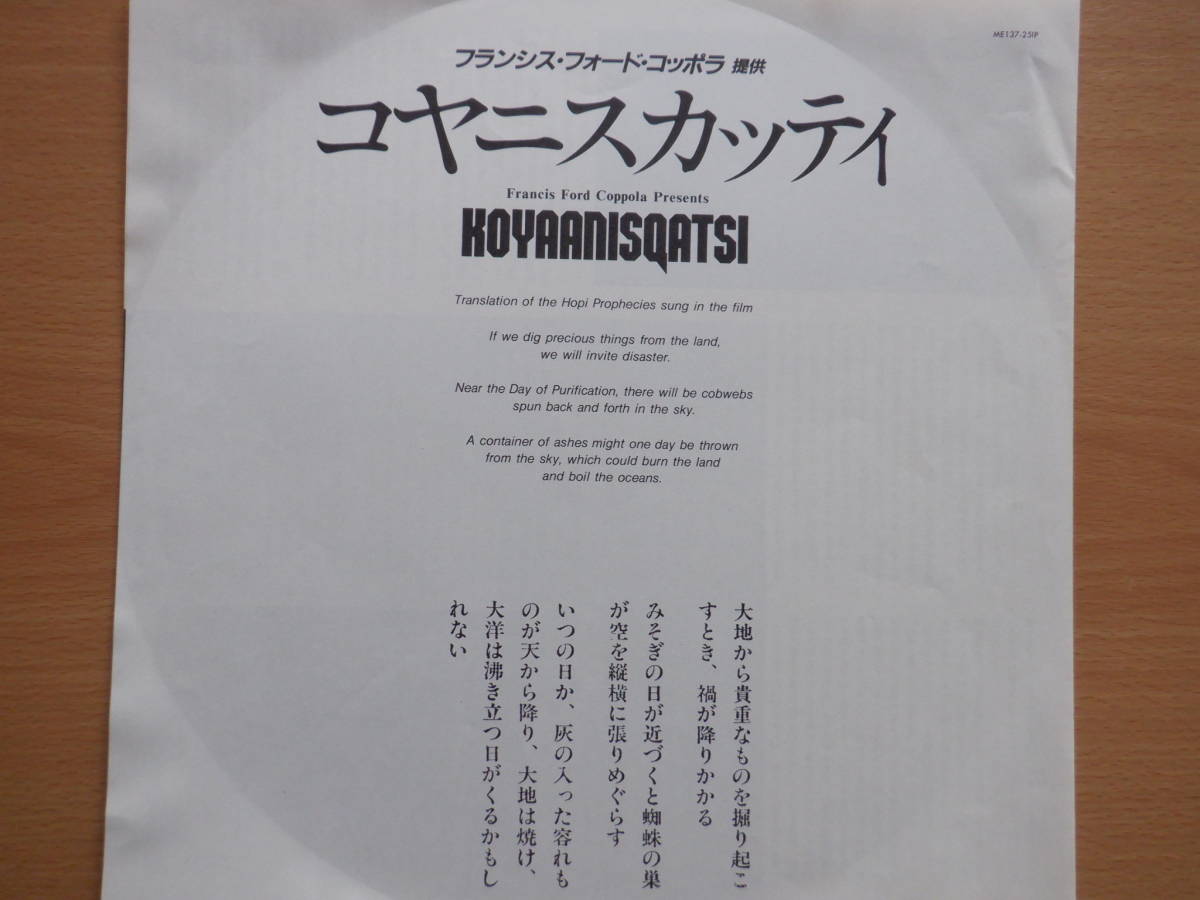 ME137-25IP
フランシス・フォード・コッポラ 提供
コヤニスカッティ
Francis Ford Coppola Presents
KOYAANISQATSI
Translation of the Hopi Prophecies sung in the film
If we dig precious things from the land,
we will invite disaster.
Near the Day of Purification, there will be cobwebs
spun back and forth in the sky.
A container of ashes might one day be thrown
from the sky, which could burn the land
and boil the oceans.
大地から貴重なものを掘り起こ
すとき、禍が降りかかる
みそぎの日が近づくと蜘蛛の巣
が空を縦横に張りめぐらす
いつの日か、灰の入った容れも
のが天から降り、大地は焼け、
大洋は沸き立つ日がくるかもし
れない